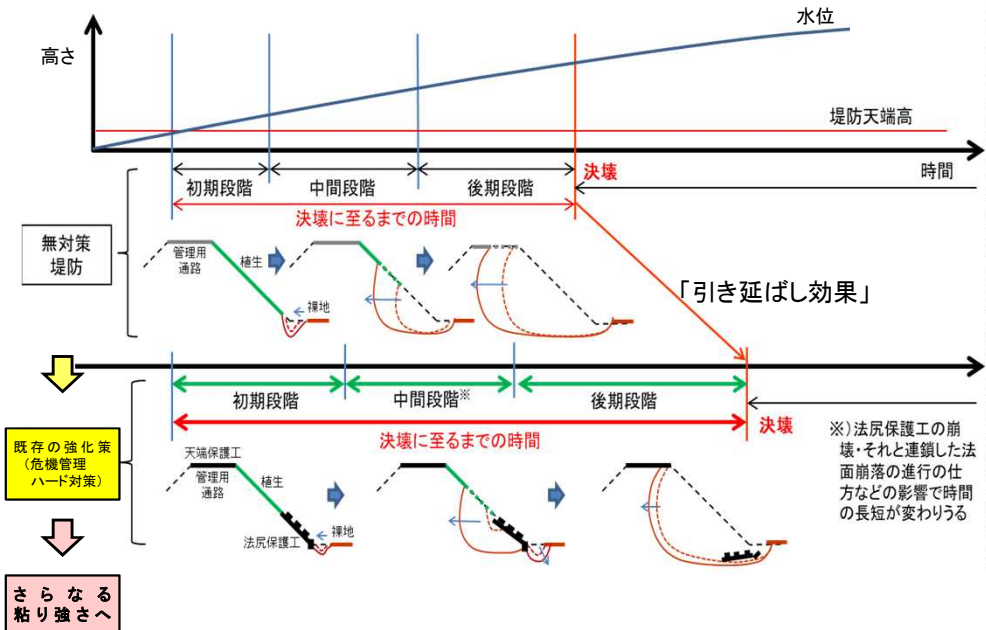 水位
高さ
堤防天端高
時間
決壊
初期段階
中間段階
後期段階
決壊に至るまでの時間
無対策
堤防
管理用
通路
植生
裸地
「引き延ばし効果」
初期段階
中間段階※
後期段階
決壊に至るまでの時間
決壊
既存の強化策
(危機管理
ハード対策)
天端保護工
管理用
通路
植生
裸地
法尻保護工
※)法尻保護工の崩
壊・それと連鎖した法
面崩落の進行の仕
方などの影響で時間
の長短が変わりうる
さらなる
粘り強さへ